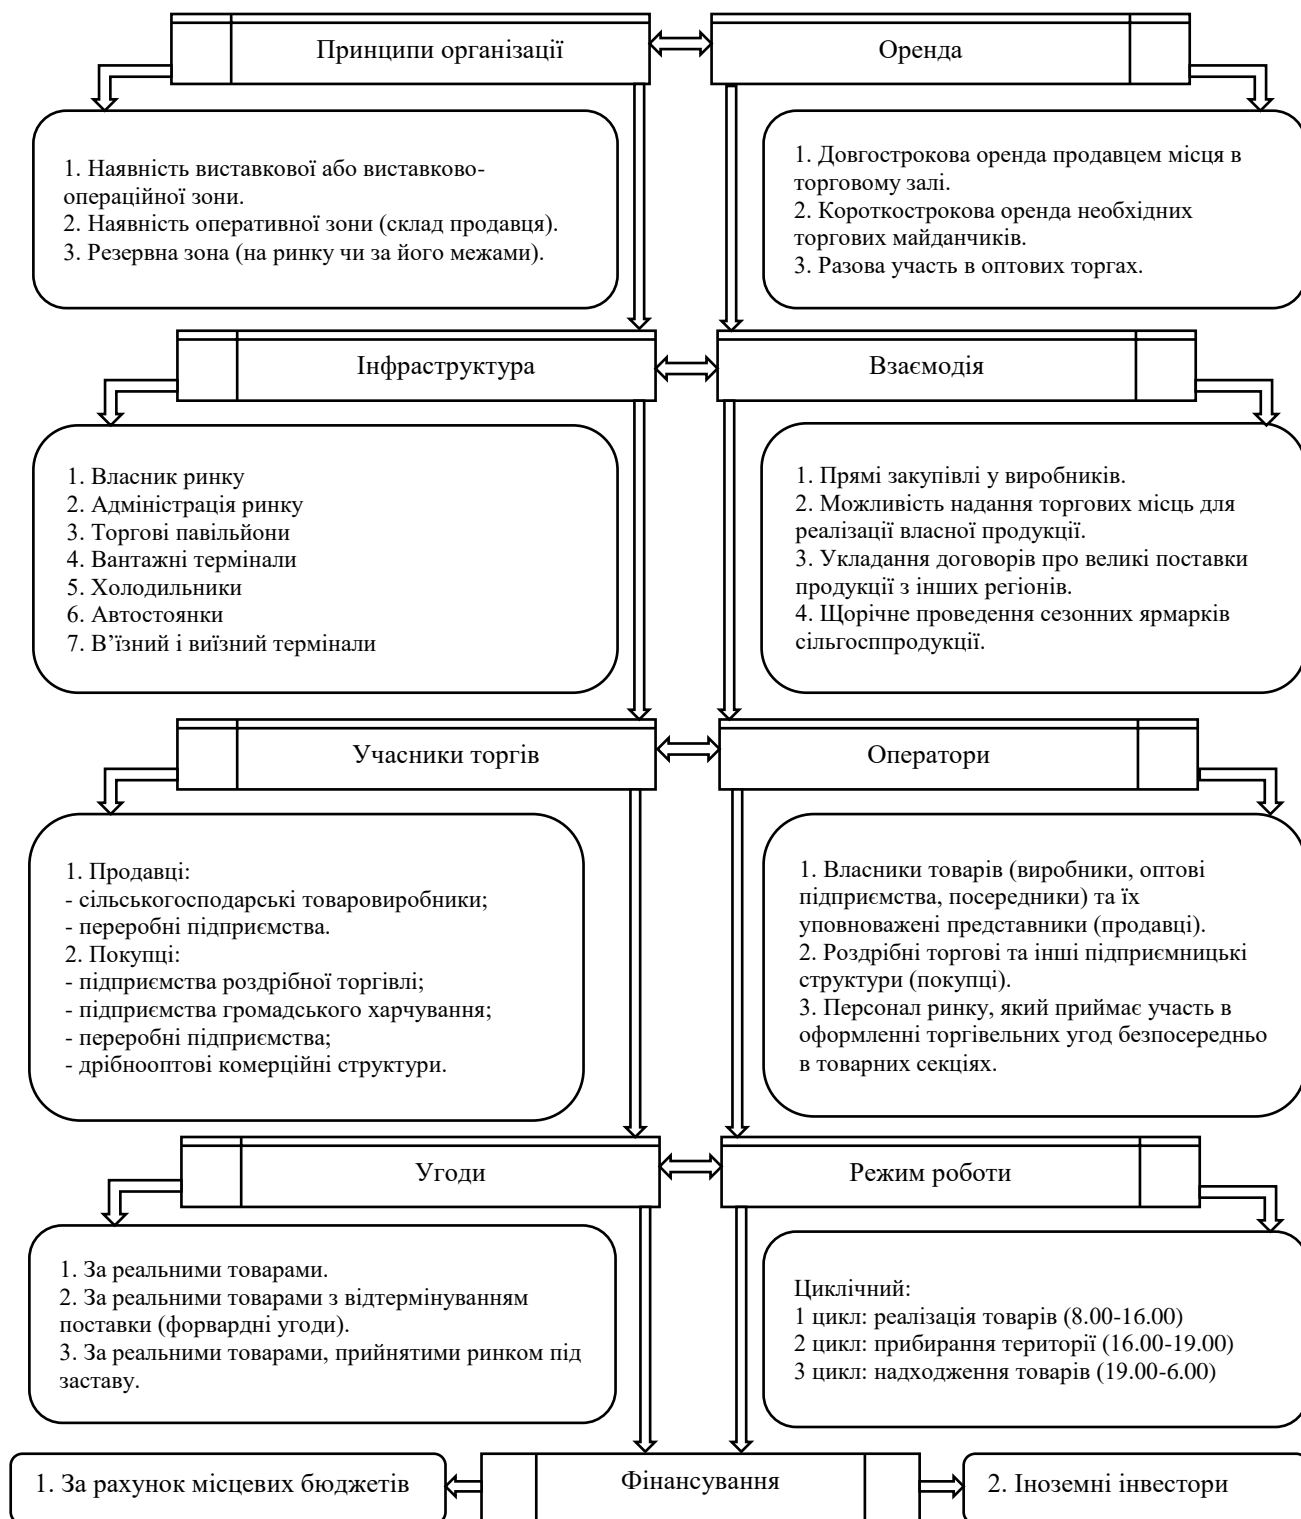 Принципи організації
Оренда
1. Наявність виставкової або виставково-
операційної зони.
2. Наявність оперативної зони (склад продавця).
3. Резервна зона (на ринку чи за його межами).
1. Довгострокова оренда продавцем місця в
торговому залі.
2. Короткострокова оренда необхідних
торгових майданчиків.
3. Разова участь в оптових торгах.
Інфраструктура
Взаємодія
1. Власник ринку
2. Адміністрація ринку
3. Торгові павільйони
4. Вантажні термінали
5. Холодильники
6. Автостоянки
7. В’їзний і виїзний термінали
1. Прямі закупівлі у виробників.
2. Можливість надання торгових місць для
реалізації власної продукції.
3. Укладання договорів про великі поставки
продукції з інших регіонів.
4. Щорічне проведення сезонних ярмарків
сільгосппродукції.
Учасники торгів
Оператори
1. Продавці:
- сільськогосподарські товаровиробники;
- переробні підприємства.
2. Покупці:
- підприємства роздрібної торгівлі;
- підприємства громадського харчування;
- переробні підприємства;
- дрібнооптові комерційні структури.
1. Власники товарів (виробники, оптові
підприємства, посередники) та їх
уповноважені представники (продавці).
2. Роздрібні торгові та інші підприємницькі
структури (покупці).
3. Персонал ринку, який приймає участь в
оформленні торгівельних угод безпосередньо
в товарних секціях.
Угоди
Режим роботи
1. За реальними товарами.
2. За реальними товарами з відтермінуванням
поставки (форвардні угоди).
3. За реальними товарами, прийнятими ринком під
заставу.
Циклічний:
1 цикл: реалізація товарів (8.00-16.00)
2 цикл: прибирання території (16.00-19.00)
3 цикл: надходження товарів (19.00-6.00)
1. За рахунок місцевих бюджетів
Фінансування
2. Іноземні інвестори